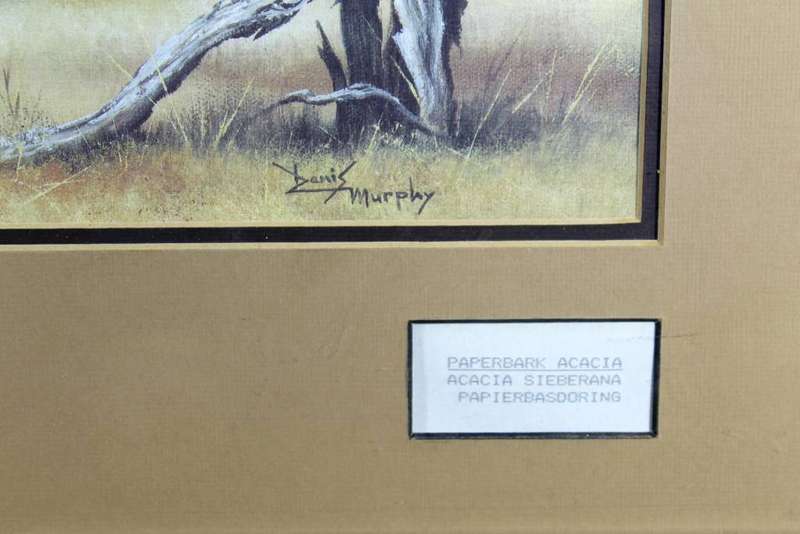 Denis
Murphy
PAPERBARK ACACIA
ACACIA SIEBERANA
PAPIERBASDORING